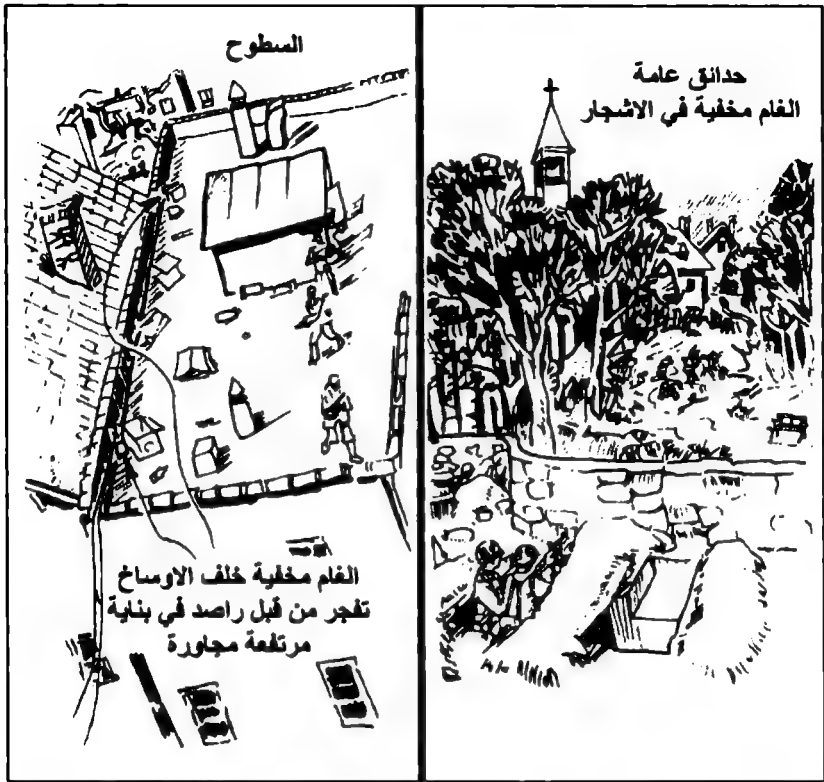 السطوح
حدائق عامة
الغام مخفية في الاشجار
الغام مخفية خلف الاوساخ
تفجر من قبل راصد في بناية
مرتفعة مجاورة